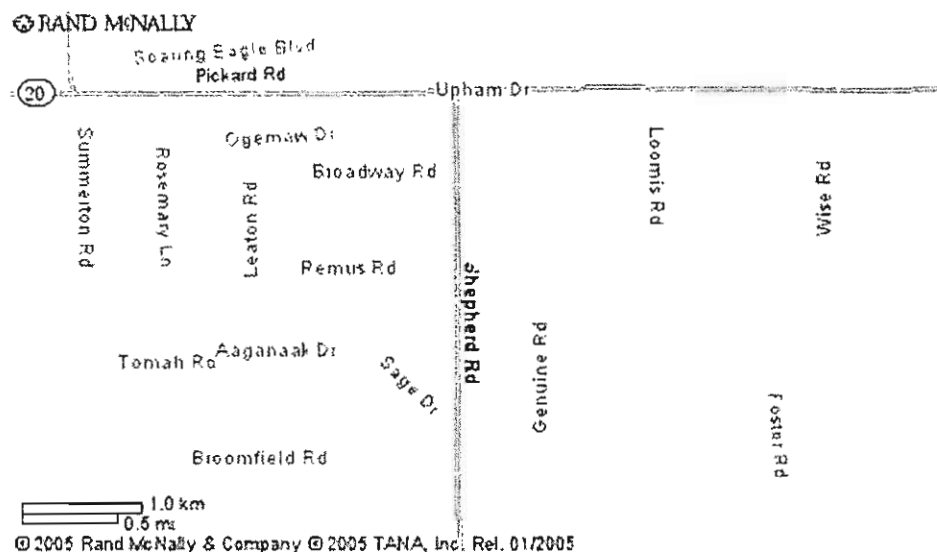 RAND McNALLY
Soaring Eagle Blvd
Pickard Rd
20
Upham Dr
Ogemaw Dr
Broadway Rd
Summerton Rd
Rosemary Ln
Leaton Rd
Loomis Rd
Wise Rd
Remus Rd
Shepherd Rd
Genuine Rd
Tomah Rd
Aaganaak Dr
Sage Dr
Foster Rd
Broomfield Rd
1.0 km
0.5 mi
© 2005 Rand McNally & Company © 2005 TANA, Inc. Rel. 01/2005